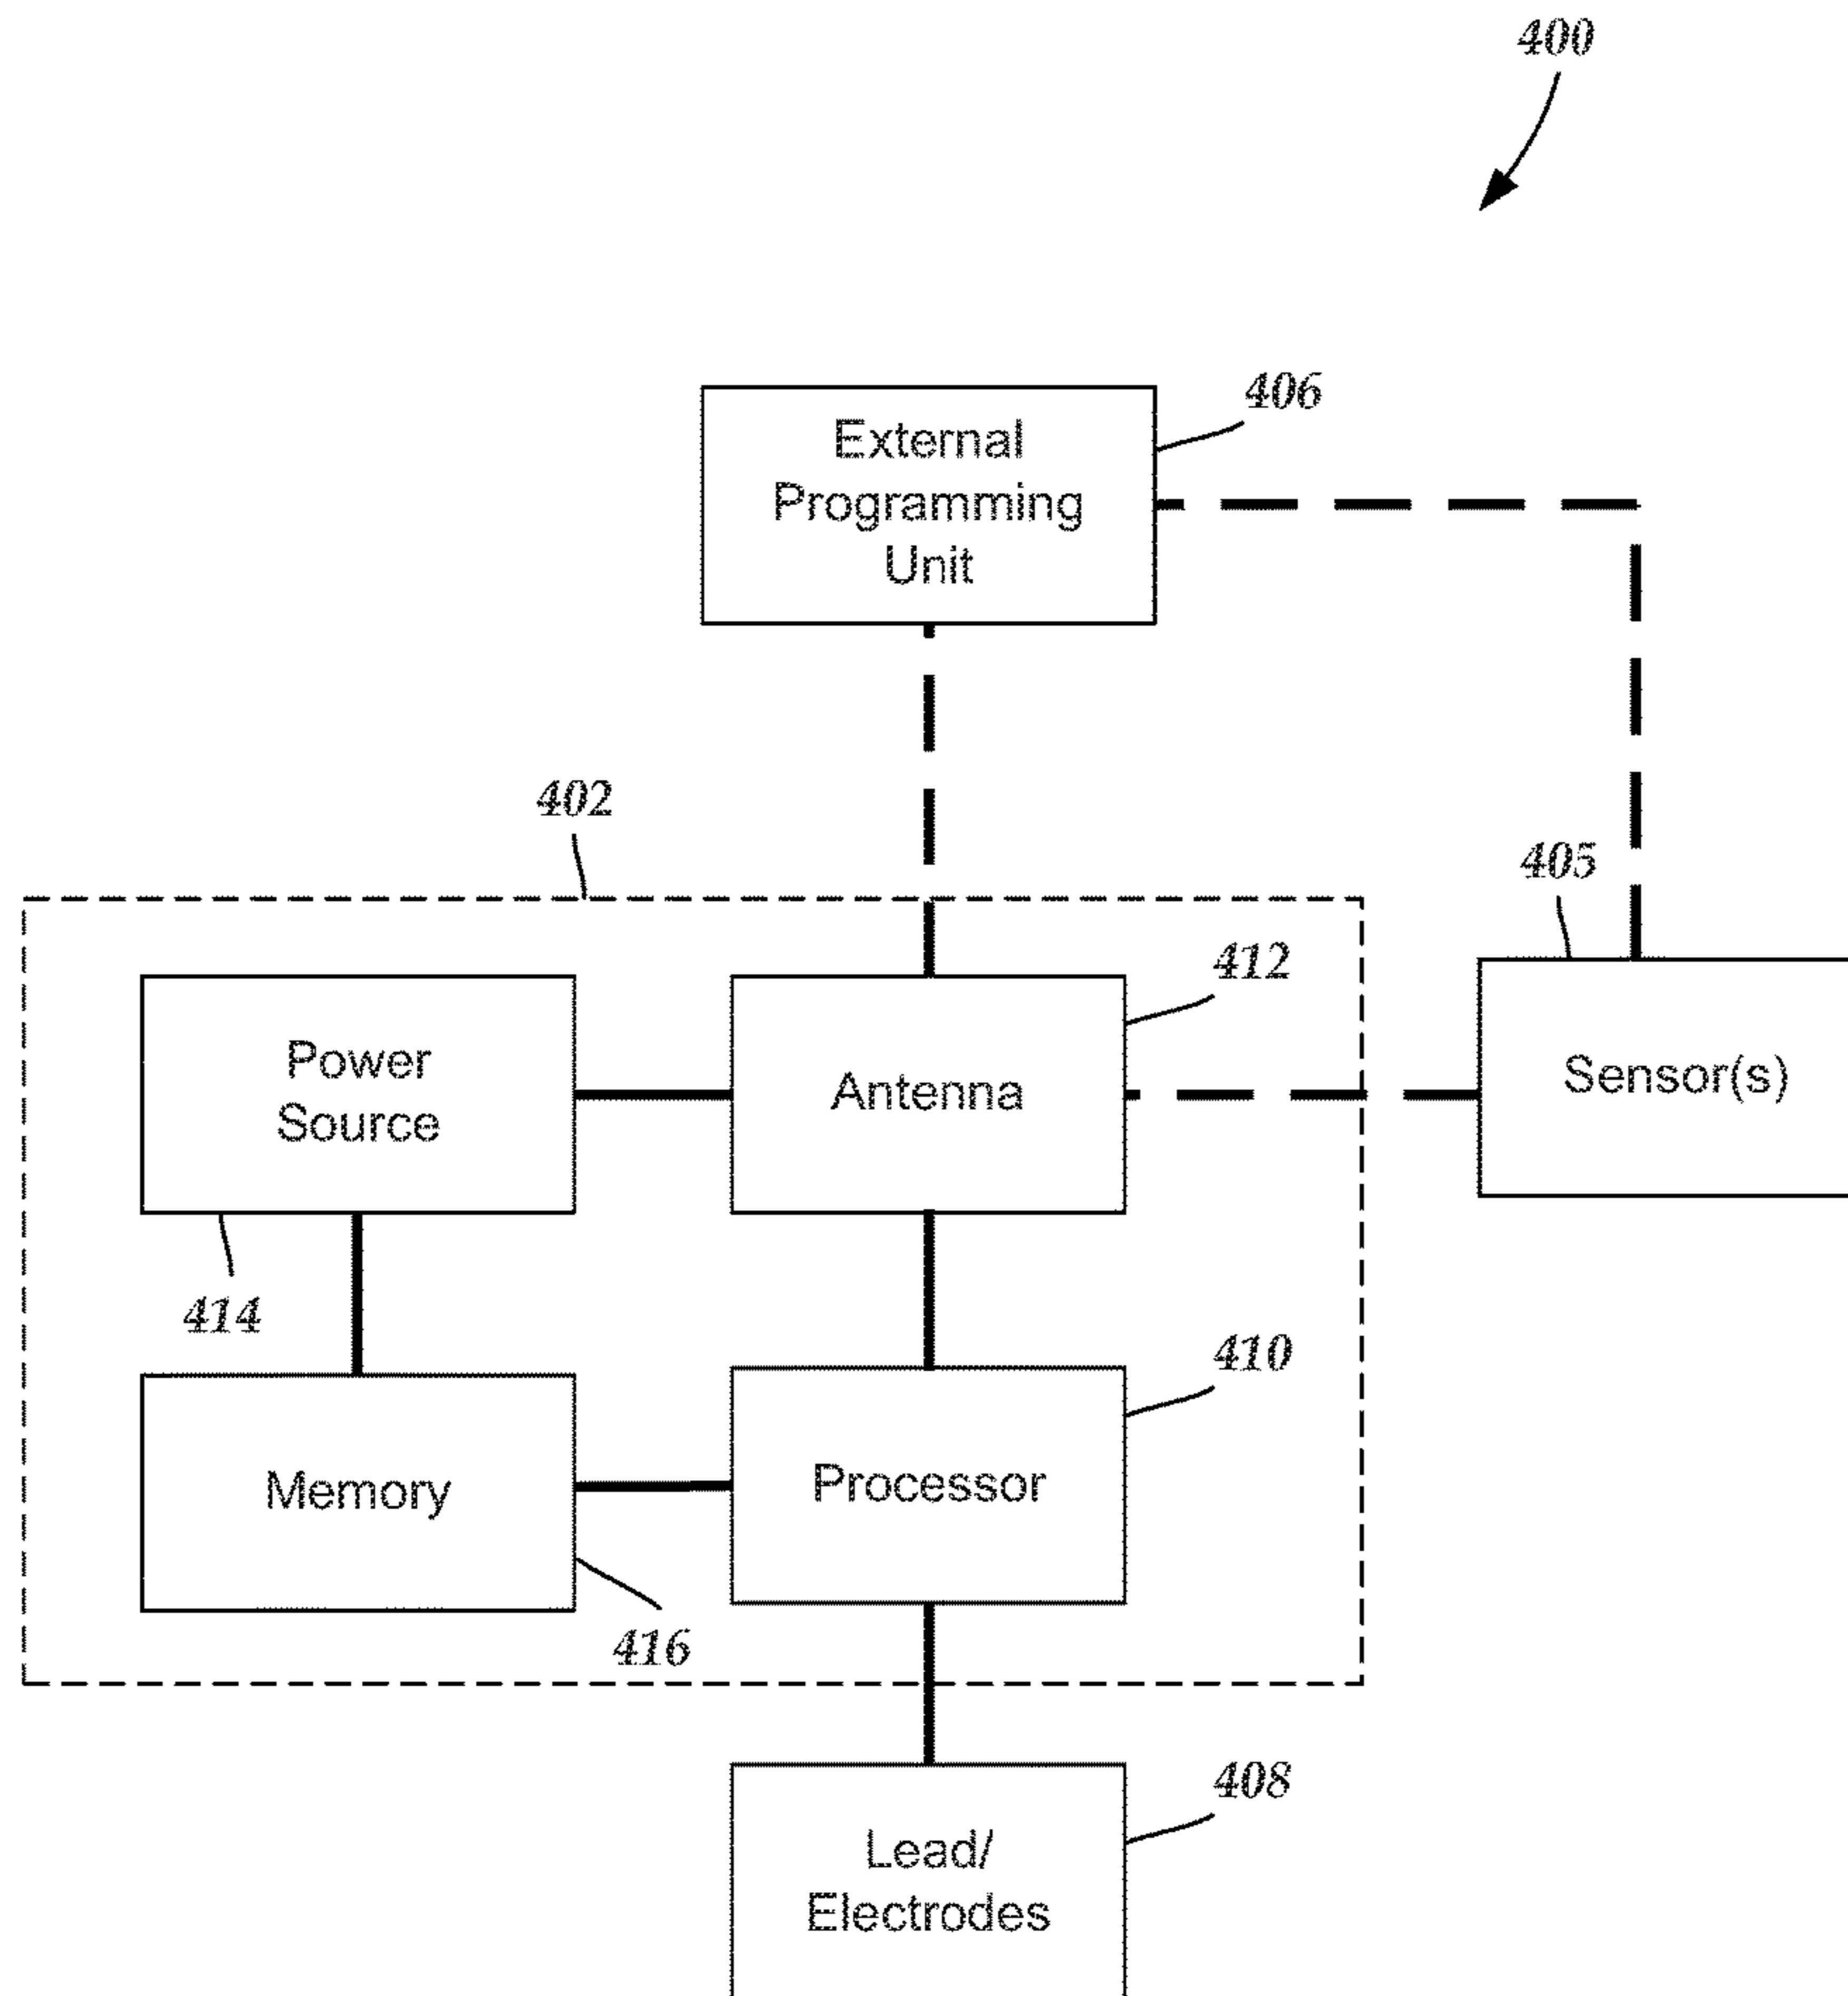 400
406
External
Programming
Unit
402
405
412
Power
Source
Antenna
Sensor(s)
414
410
Memory
Processor
416
408
Lead/
Electrodes